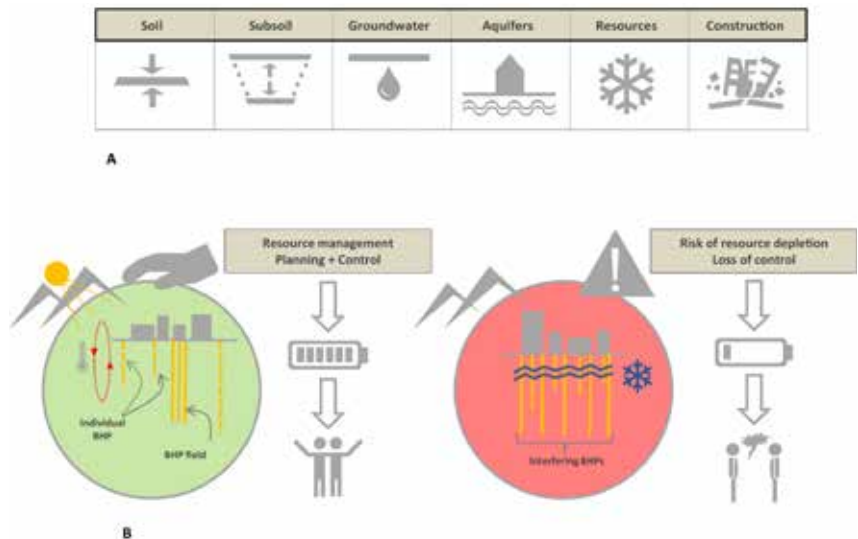 Soil Subsoil Groundwater Aquifers Resources Construction
A
Resource management
Planning + Control
Risk of resource depletion
Loss of control
Individual
BHP
BHP field
Interfering BHPs
B